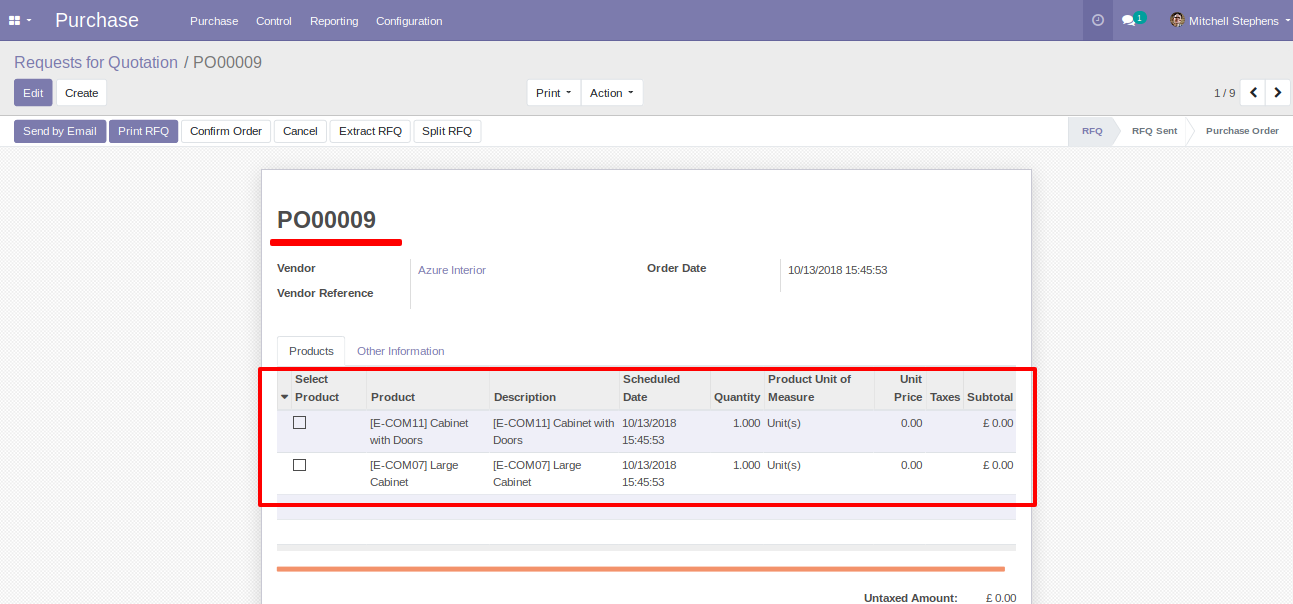 Purchase Purchase Control Reporting Configuration 1 Mitchell Stephens
Requests for Quotation / PO00009
Edit Create Print Action 1 / 9
Send by Email Print RFQ Confirm Order Cancel Extract RFQ Split RFQ RFQ RFQ Sent Purchase Order
PO00009
Vendor Azure Interior Order Date 10/13/2018 15:45:53
Vendor Reference
Products Other Information
Select Scheduled Product Unit of Unit
Product Product Description Date Quantity Measure Price Taxes Subtotal
[E-COM11] Cabinet [E-COM11] Cabinet with 10/13/2018 1.000 Unit(s) 0.00 £ 0.00
with Doors Doors 15:45:53
[E-COM07] Large [E-COM07] Large 10/13/2018 1.000 Unit(s) 0.00 £ 0.00
Cabinet Cabinet 15:45:53
Untaxed Amount: £ 0.00